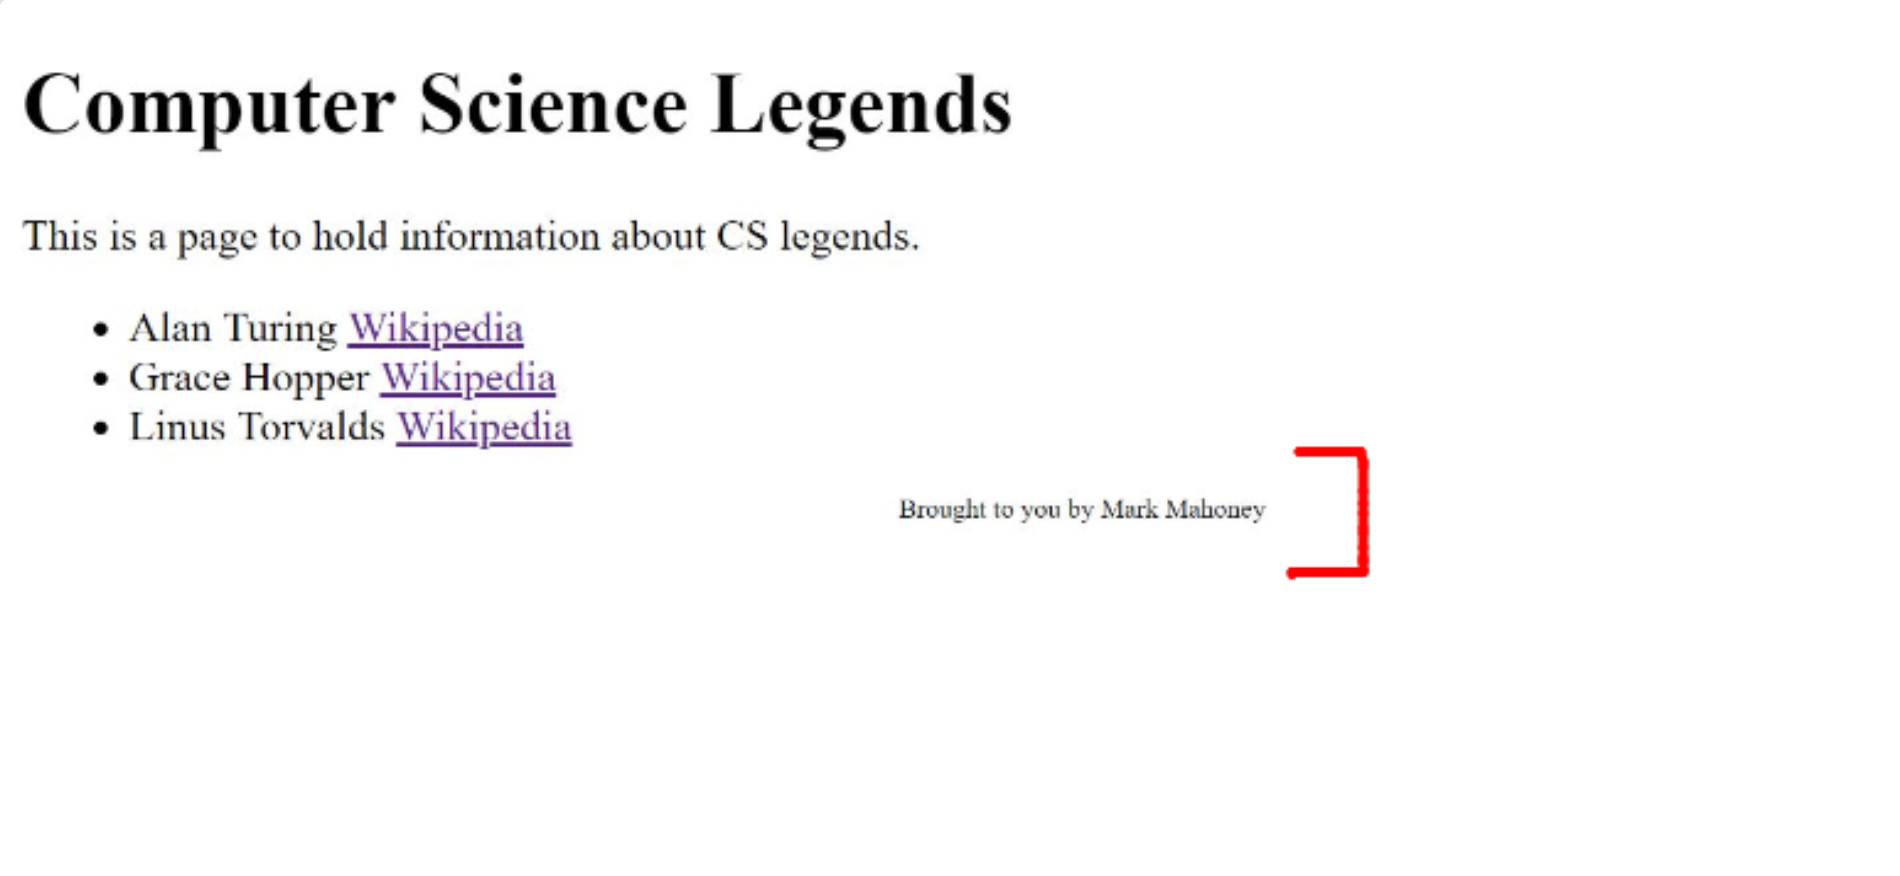 Computer Science Legends
This is a page to hold information about CS legends.
Alan Turing Wikipedia
Grace Hopper Wikipedia
Linus Torvalds Wikipedia
Brought to you by Mark Mahoney